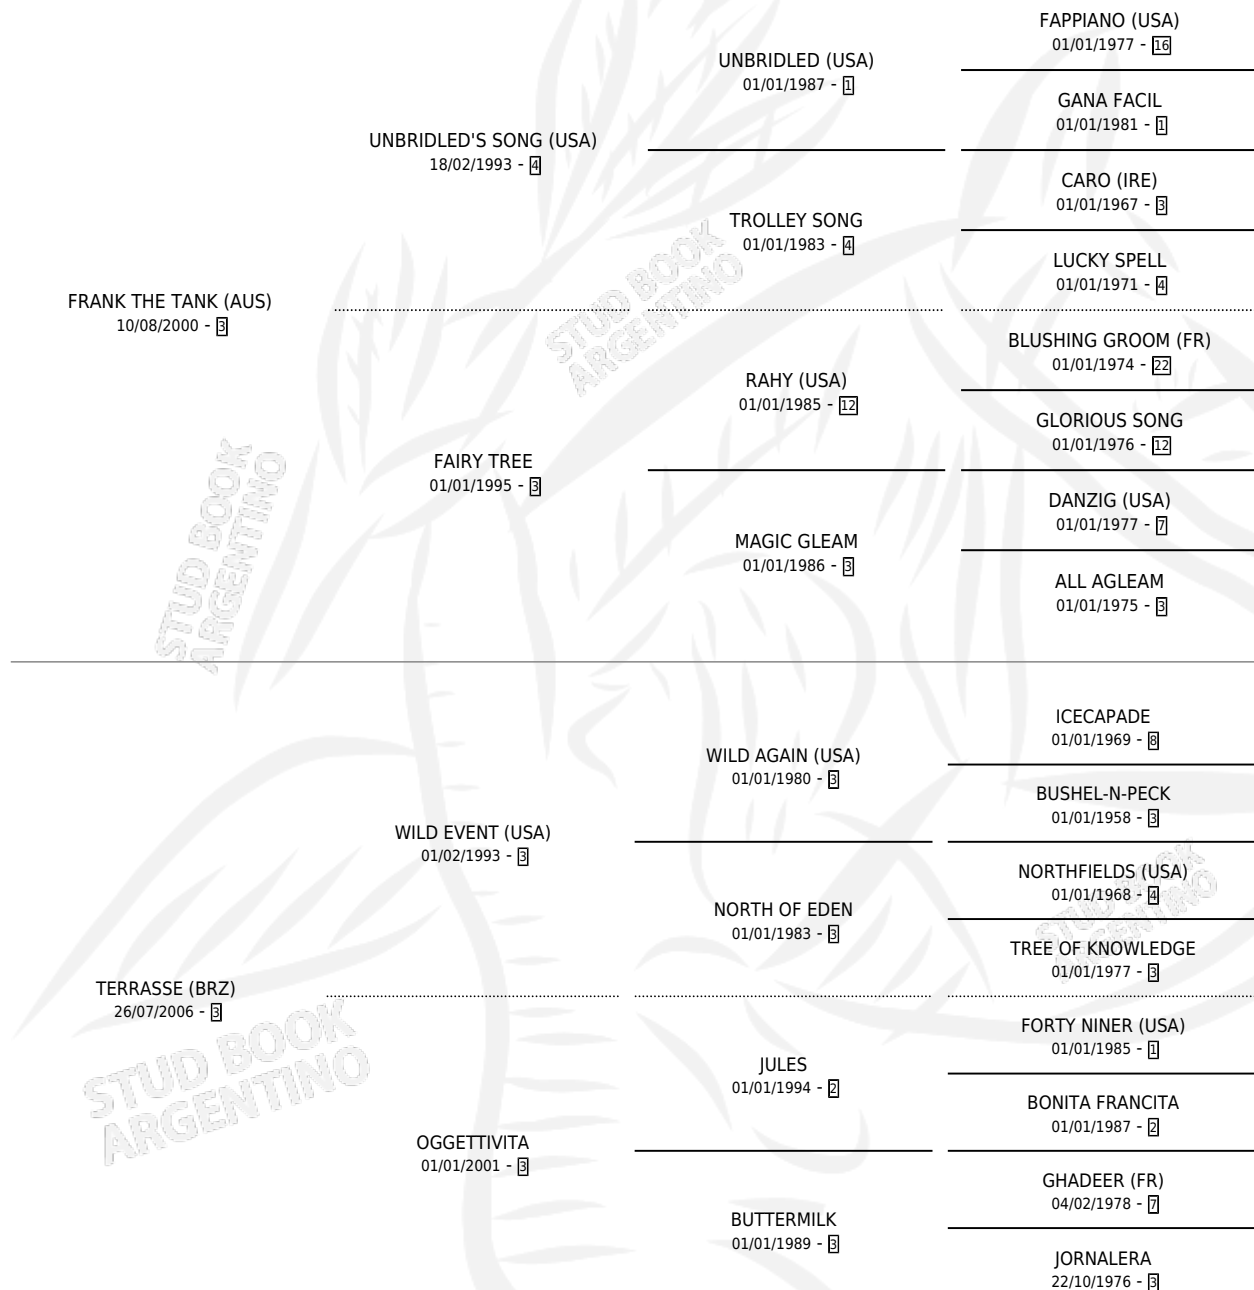 FAPPIANO (USA)
01/01/1977 - 16
UNBRIDLED (USA)
01/01/1987 - 1
GANA FACIL
01/01/1981 - 1
UNBRIDLED'S SONG (USA)
18/02/1993 - 4
CARO (IRE)
01/01/1967 - 3
TROLLEY SONG
01/01/1983 - 4
LUCKY SPELL
01/01/1971 - 4
FRANK THE TANK (AUS)
10/08/2000 - 3
BLUSHING GROOM (FR)
01/01/1974 - 22
RAHY (USA)
01/01/1985 - 12
GLORIOUS SONG
01/01/1976 - 12
FAIRY TREE
01/01/1995 - 3
DANZIG (USA)
01/01/1977 - 7
MAGIC GLEAM
01/01/1986 - 3
ALL AGLEAM
01/01/1975 - 3
ICECAPADE
01/01/1969 - 8
WILD AGAIN (USA)
01/01/1980 - 3
BUSHEL-N-PECK
01/01/1958 - 3
WILD EVENT (USA)
01/02/1993 - 3
NORTHFIELDS (USA)
01/01/1968 - 4
NORTH OF EDEN
01/01/1983 - 3
TREE OF KNOWLEDGE
01/01/1977 - 3
TERRASSE (BRZ)
26/07/2006 - 3
FORTY NINER (USA)
01/01/1985 - 1
JULES
01/01/1994 - 2
BONITA FRANCITA
01/01/1987 - 2
OGGETTIVITA
01/01/2001 - 3
GHADEER (FR)
04/02/1978 - 7
BUTTERMILK
01/01/1989 - 3
JORNALERA
22/10/1976 - 3
STUD BOOK
ARGENTINO
STUD BOOK
ARGENTINO
STUD BOOK
ARGENTINO
STUD BOOK
ARGENTINO